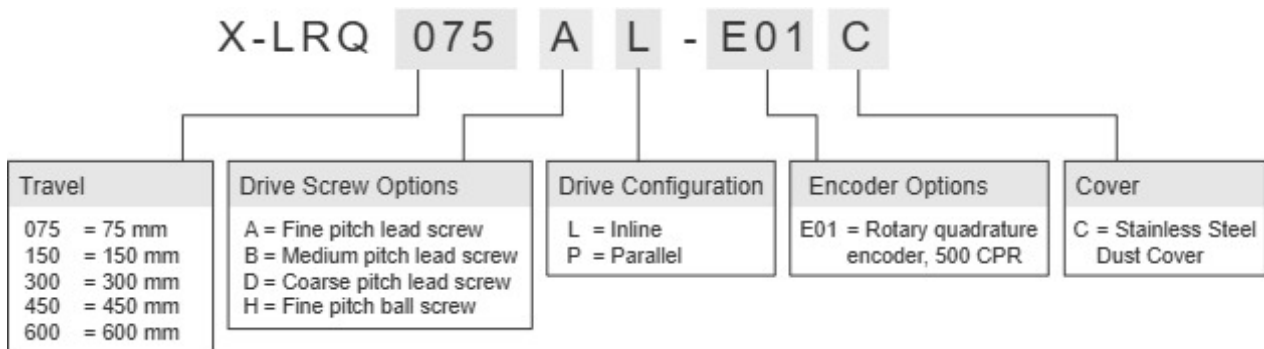 X-LRQ 075 A L - E01 C
Travel
075 = 75 mm
150 = 150 mm
300 = 300 mm
450 = 450 mm
600 = 600 mm
Drive Screw Options
A = Fine pitch lead screw
B = Medium pitch lead screw
D = Coarse pitch lead screw
H = Fine pitch ball screw
Drive Configuration
L = Inline
P = Parallel
Encoder Options
E01 = Rotary quadrature
encoder, 500 CPR
Cover
C = Stainless Steel
Dust Cover